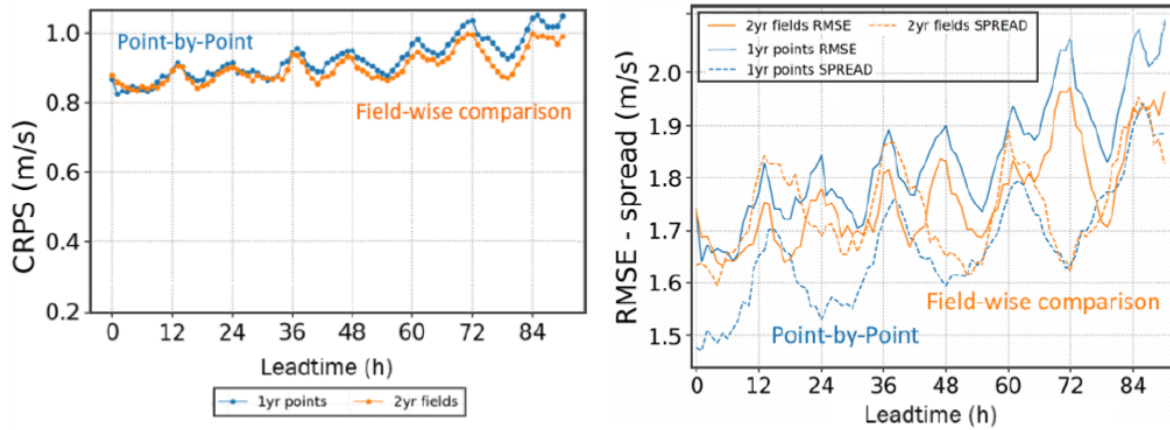 CRPS (m/s)
1.0
0.8
0.6
0.4
0.2
Point-by-Point
Field-wise comparison
0 12 24 36 48 60 72 84
Leadtime (h)
1yr points 2yr fields
RMSE - spread (m/s)
2.0
1.9
1.8
1.7
1.6
1.5
2yr fields RMSE 2yr fields SPREAD
1yr points RMSE
1yr points SPREAD
Field-wise comparison
Point-by-Point
0 12 24 36 48 60 72 84
Leadtime (h)